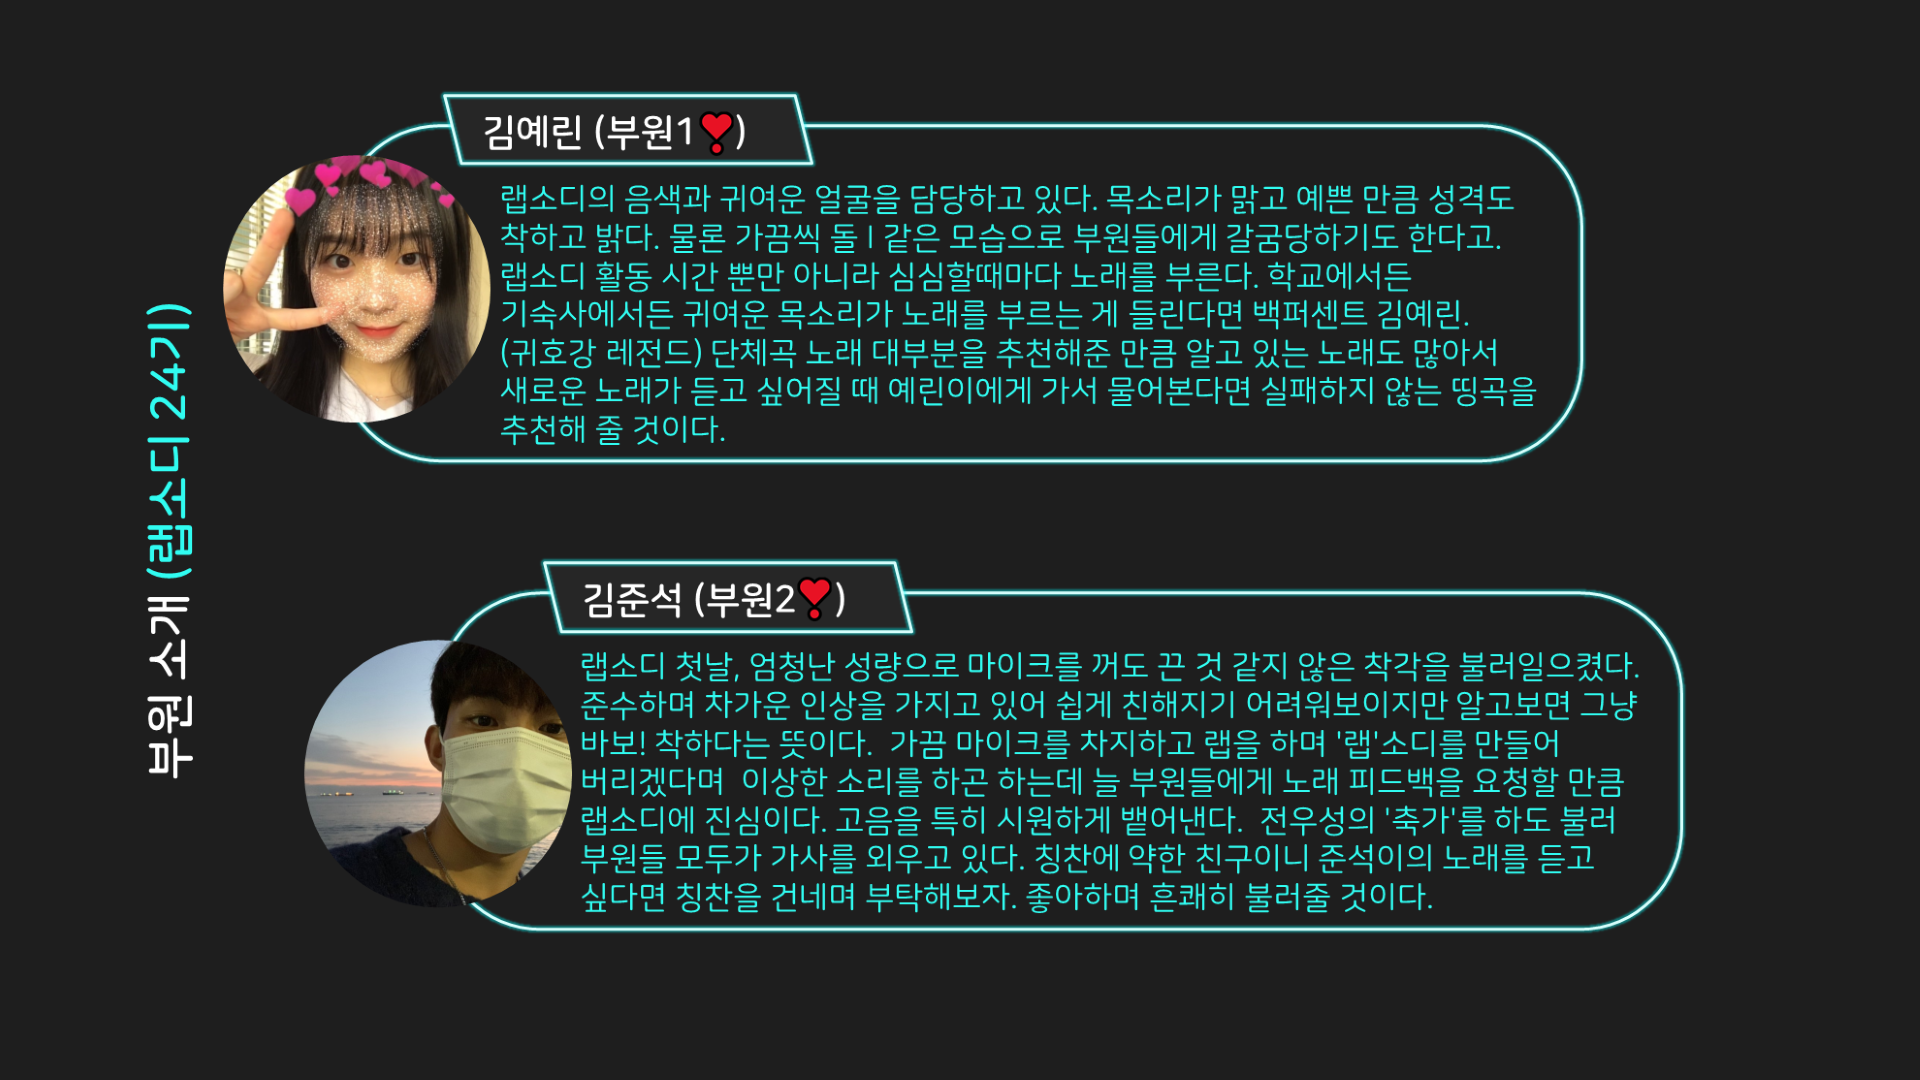 부원 소개 (랩소디 24기)
김예린 (부원1❣)
랩소디의 음색과 귀여운 얼굴을 담당하고 있다. 목소리가 맑고 예쁜 만큼 성격도
착하고 밝다. 물론 가끔씩 돌ㅣ같은 모습으로 부원들에게 갈굼당하기도 한다고.
랩소디 활동 시간 뿐만 아니라 심심할때마다 노래를 부른다. 학교에서든
기숙사에서든 귀여운 목소리가 노래를 부르는 게 들린다면 백퍼센트 김예린.
(귀호강 레전드) 단체곡 노래 대부분을 추천해준 만큼 알고 있는 노래도 많아서
새로운 노래가 듣고 싶어질 때 예린이에게 가서 물어본다면 실패하지 않는 띵곡을
추천해 줄 것이다.
김준석 (부원2❣)
랩소디 첫날, 엄청난 성량으로 마이크를 꺼도 끈 것 같지 않은 착각을 불러일으켰다.
준수하며 차가운 인상을 가지고 있어 쉽게 친해지기 어려워보이지만 알고보면 그냥
바보! 착하다는 뜻이다.  가끔 마이크를 차지하고 랩을 하며 '랩'소디를 만들어
버리겠다며  이상한 소리를 하곤 하는데 늘 부원들에게 노래 피드백을 요청할 만큼
랩소디에 진심이다. 고음을 특히 시원하게 뱉어낸다.  전우성의 '축가'를 하도 불러
부원들 모두가 가사를 외우고 있다. 칭찬에 약한 친구이니 준석이의 노래를 듣고
싶다면 칭찬을 건네며 부탁해보자. 좋아하며 흔쾌히 불러줄 것이다.